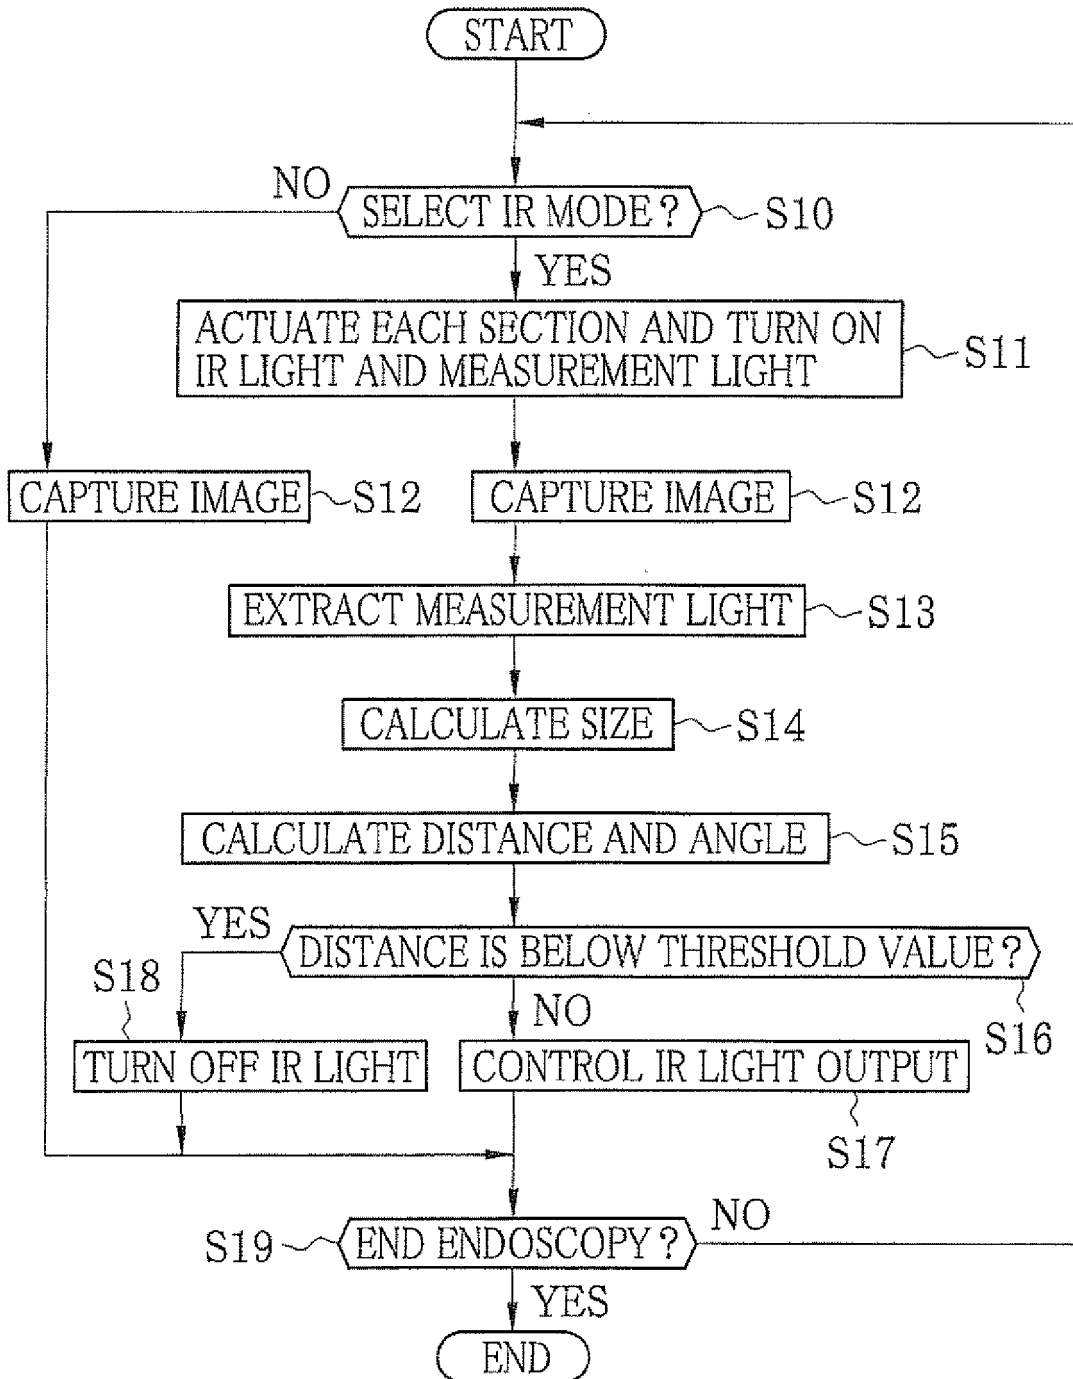 START
NO
SELECT IR MODE ?
S10
YES
ACTUATE EACH SECTION AND TURN ON
IR LIGHT AND MEASUREMENT LIGHT
S11
CAPTURE IMAGE
S12
CAPTURE IMAGE
S12
EXTRACT MEASUREMENT LIGHT
S13
CALCULATE SIZE
S14
CALCULATE DISTANCE AND ANGLE
S15
YES
DISTANCE IS BELOW THRESHOLD VALUE ?
S16
S18
NO
TURN OFF IR LIGHT
CONTROL IR LIGHT OUTPUT
S17
S19
END ENDOSCOPY ?
NO
YES
END